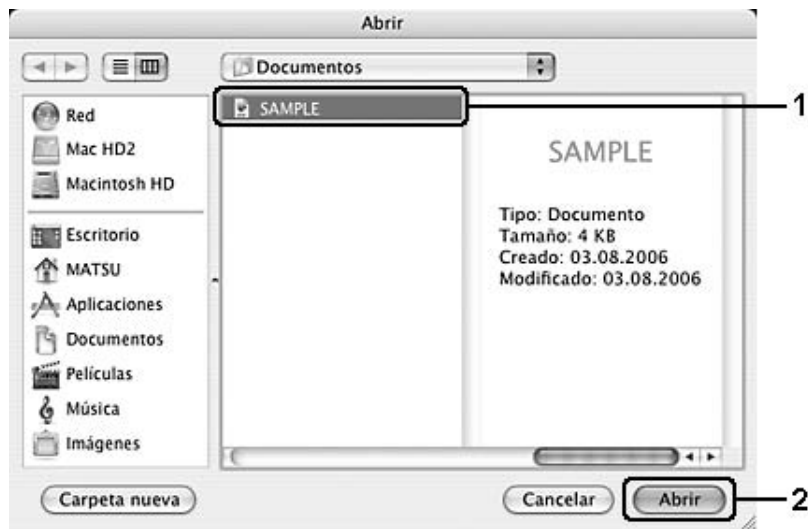 Abrir
Documentos
Red
Mac HD2
Macintosh HD
Escritorio
MATSU
Aplicaciones
Documentos
Películas
Música
Imágenes
SAMPLE
1
SAMPLE
Tipo: Documento
Tamaño: 4 KB
Creado: 03.08.2006
Modificado: 03.08.2006
Carpeta nueva
Cancelar
Abrir
2